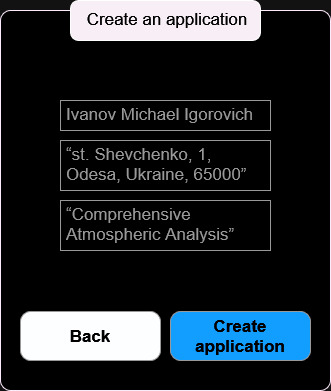 Create an application
Ivanov Michael Igorovich
“st. Shevchenko, 1,
Odesa, Ukraine, 65000”
“Comprehensive
Atmospheric Analysis”
Back
Create
application